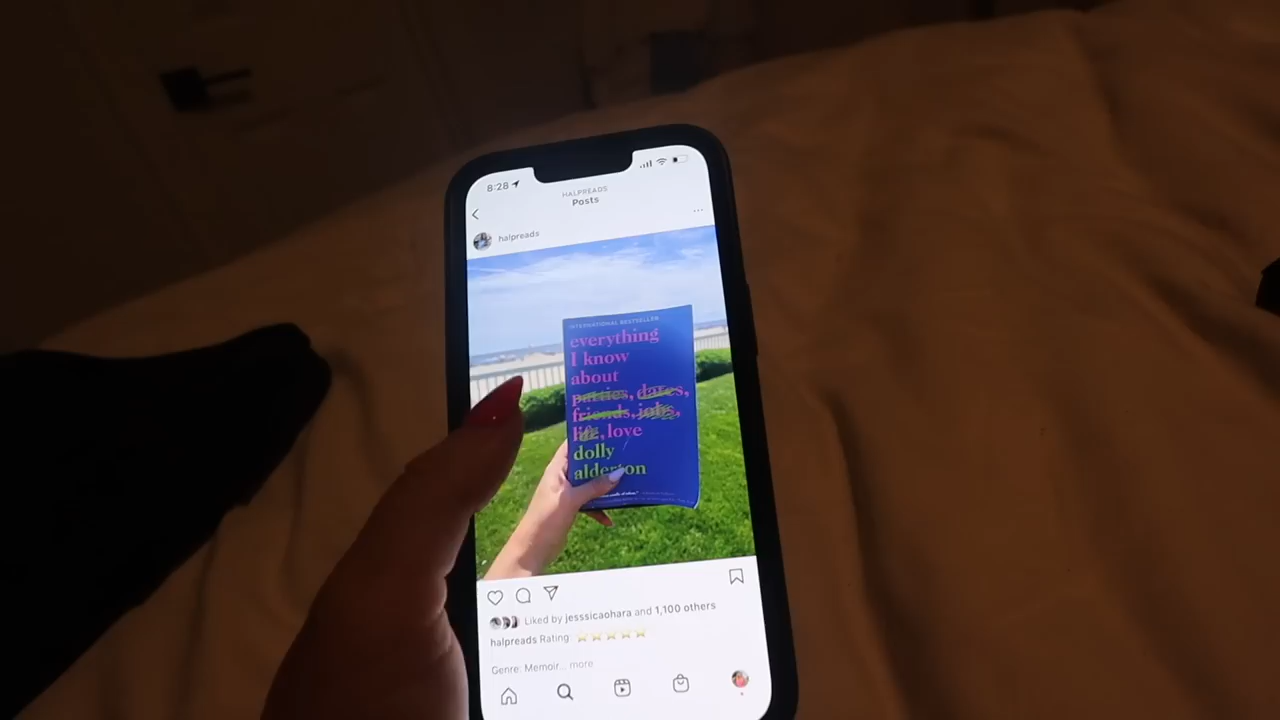 8:28
HALPREADS
Posts
halpreads
INTERNATIONAL BESTSELLER
everything
I know
about
parties, dates,
friends, jobs,
life, love
dolly
alderton
Liked by jesssicaohara and 1,100 others
halpreads Rating: ⭐⭐⭐⭐⭐
Genre: Memoir... more